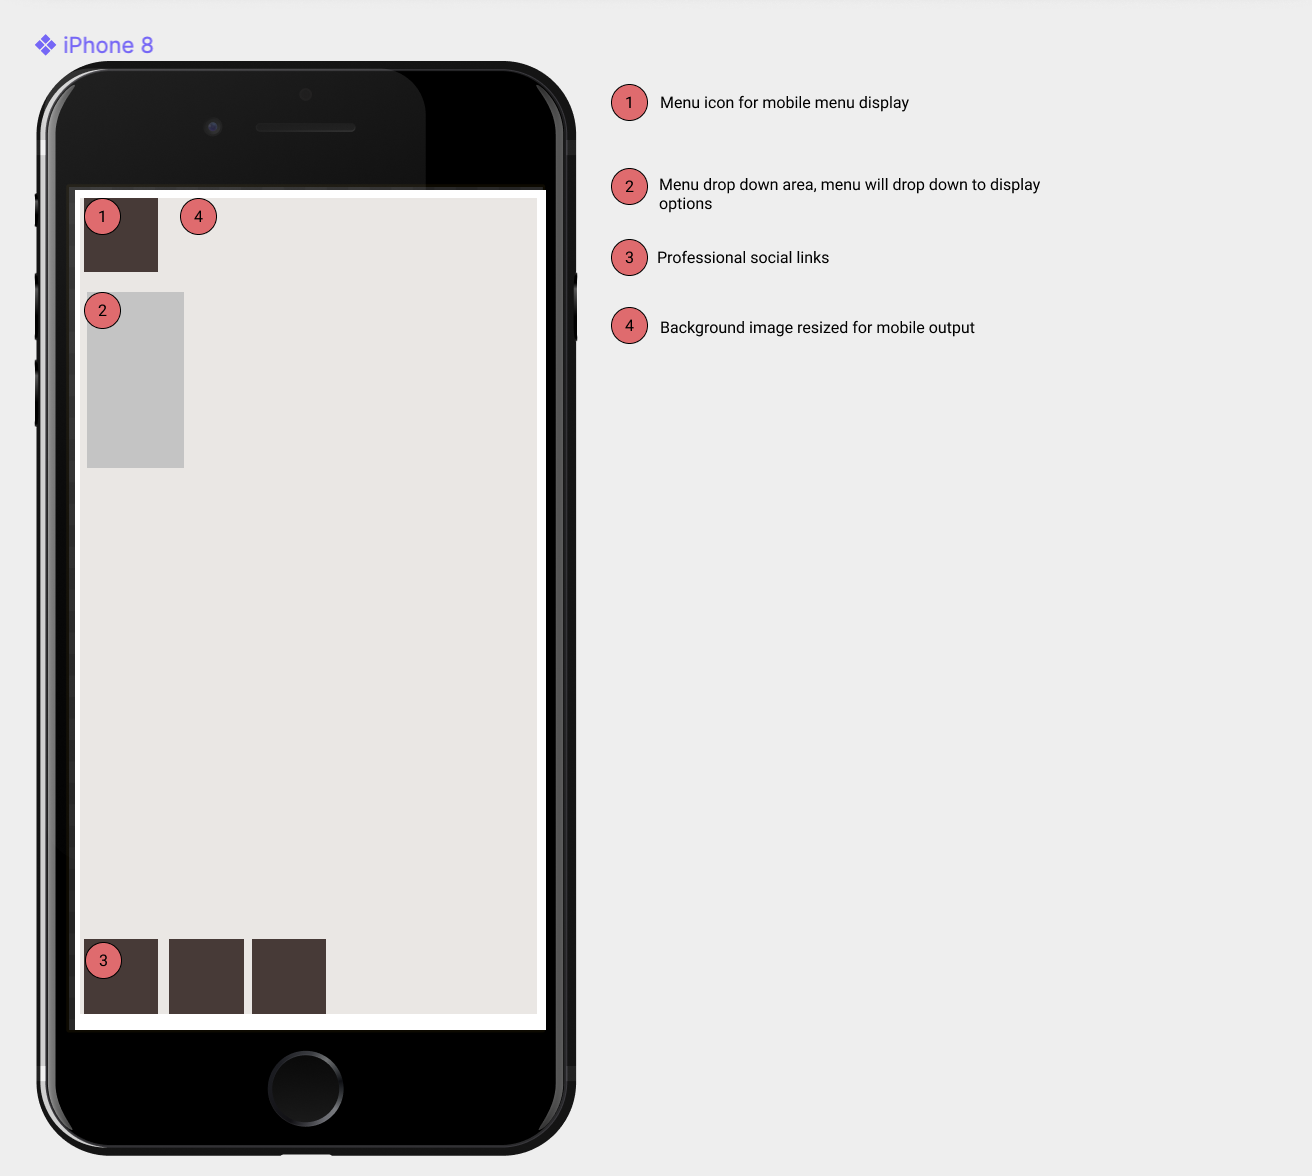 iPhone 8
1 Menu icon for mobile menu display
2 Menu drop down area, menu will drop down to display
options
3 Professional social links
4 Background image resized for mobile output
1 4
2
3